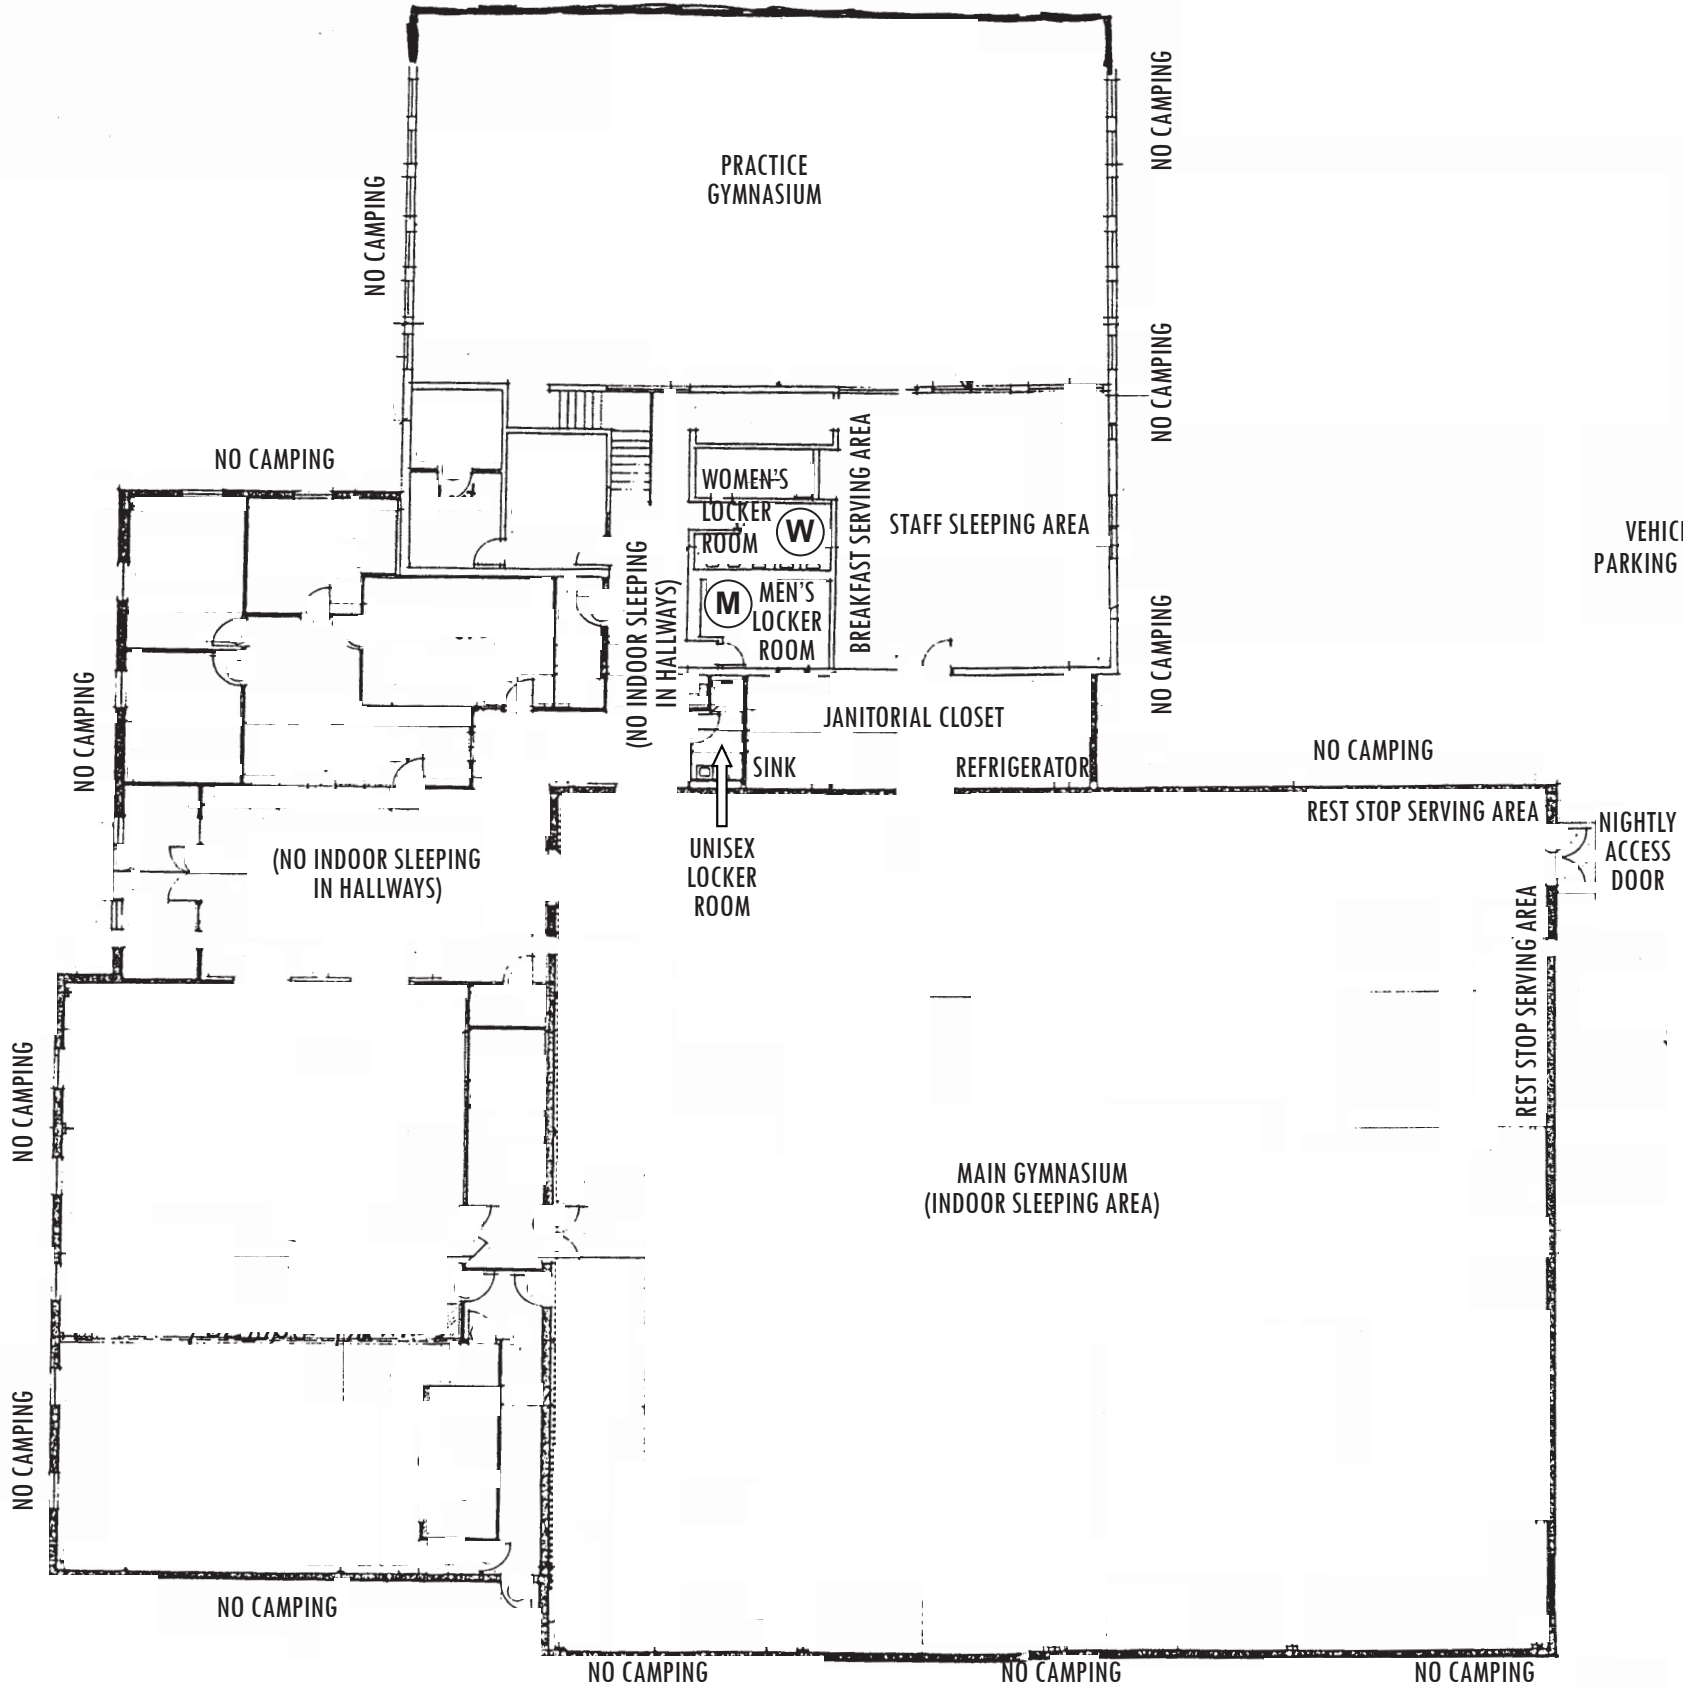 NO CAMPING
PRACTICE
GYMNASIUM
NO CAMPING
NO CAMPING
NO CAMPING
WOMEN'S
LOCKER
ROOM
W
BREAKFAST SERVING AREA
STAFF SLEEPING AREA
VEHICL
PARKING
(NO INDOOR SLEEPING
IN HALLWAYS)
M
MEN'S
LOCKER
ROOM
NO CAMPING
NO CAMPING
JANITORIAL CLOSET
SINK
REFRIGERATOR
NO CAMPING
REST STOP SERVING AREA
NIGHTLY
ACCESS
DOOR
(NO INDOOR SLEEPING
IN HALLWAYS)
UNISEX
LOCKER
ROOM
REST STOP SERVING AREA
NO CAMPING
MAIN GYMNASIUM
(INDOOR SLEEPING AREA)
NO CAMPING
NO CAMPING
NO CAMPING
NO CAMPING
NO CAMPING